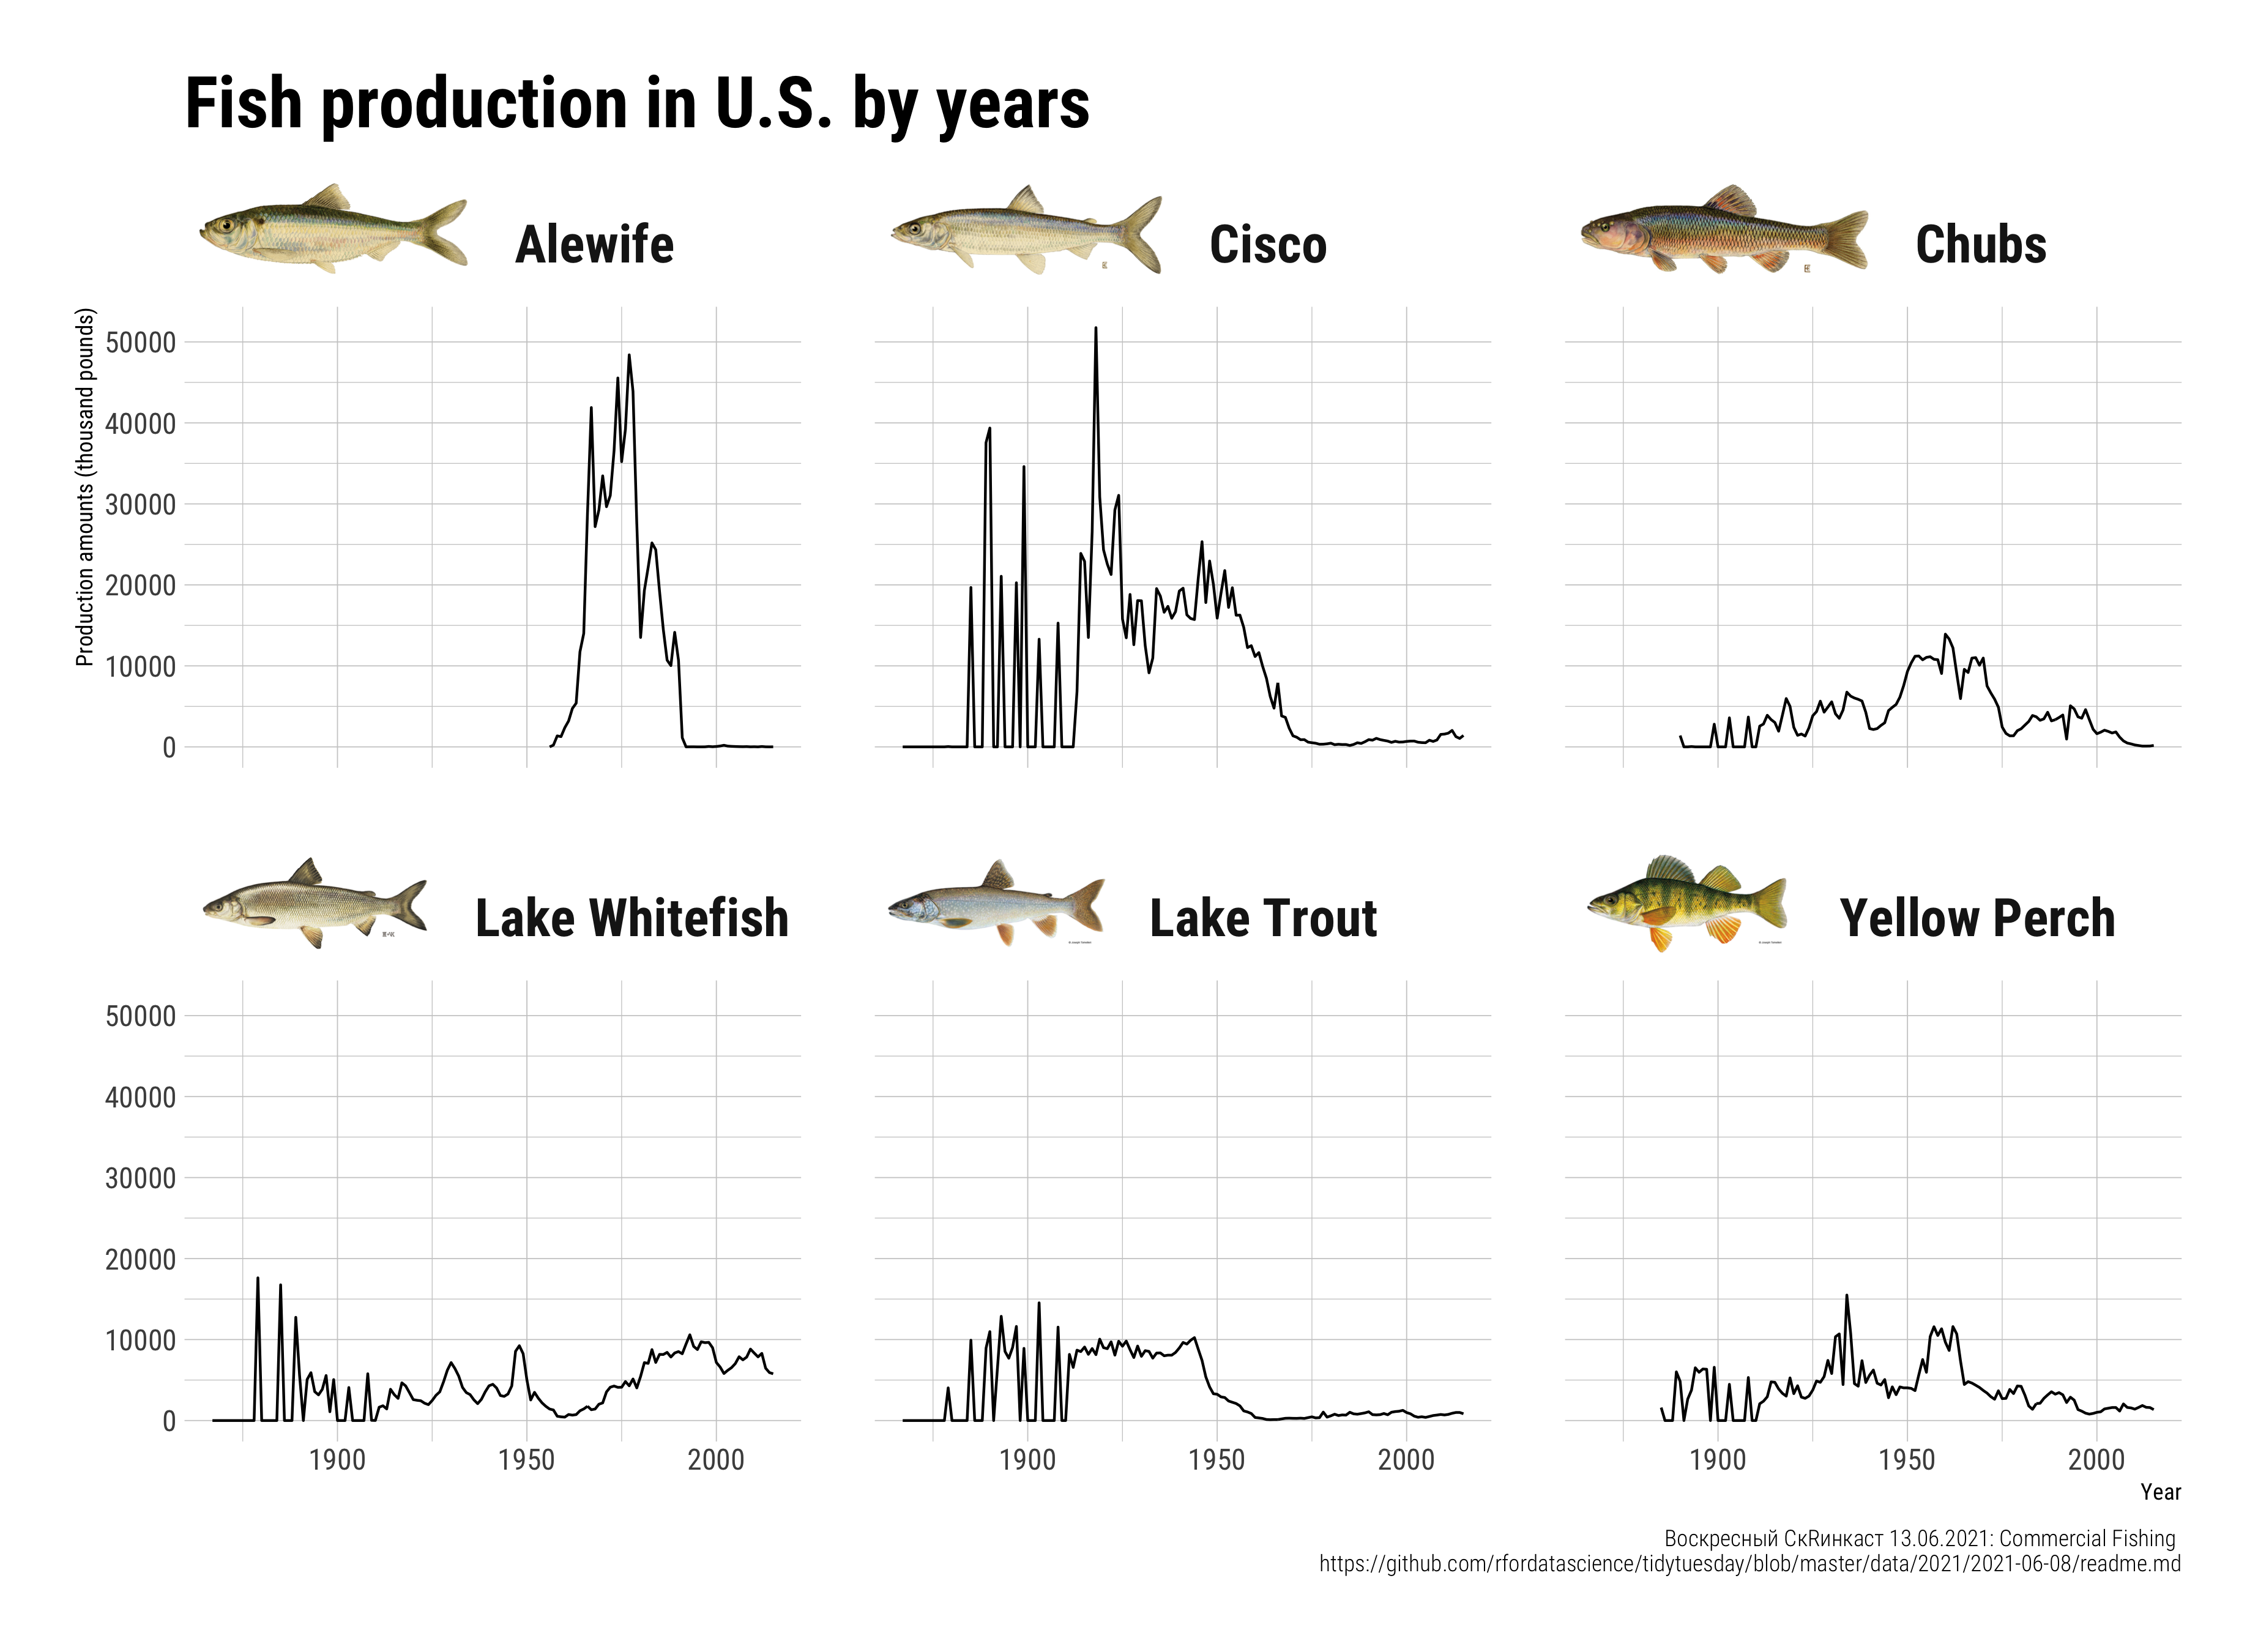 Fish production in U.S. by years
Alewife
Cisco
Chubs
Production amounts (thousand pounds)
50000
40000
30000
20000
10000
0
Lake Whitefish
Lake Trout
Yellow Perch
50000
40000
30000
20000
10000
0
1900 1950 2000
1900 1950 2000
1900 1950 2000
Year
Воскресный СкRинкаст 13.06.2021: Commercial Fishing
https://github.com/rfordatascience/tidytuesday/blob/master/data/2021/2021-06-08/readme.md